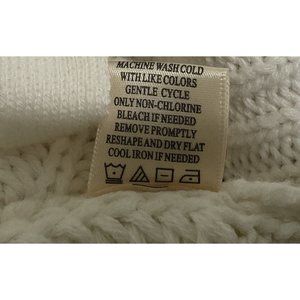 MACHINE WASH COLD
WITH LIKE COLORS
GENTLE CYCLE
ONLY NON-CHLORINE
BLEACH IF NEEDED
REMOVE PROMPTLY
RESHAPE AND DRY FLAT
COOL IRON IF NEEDED